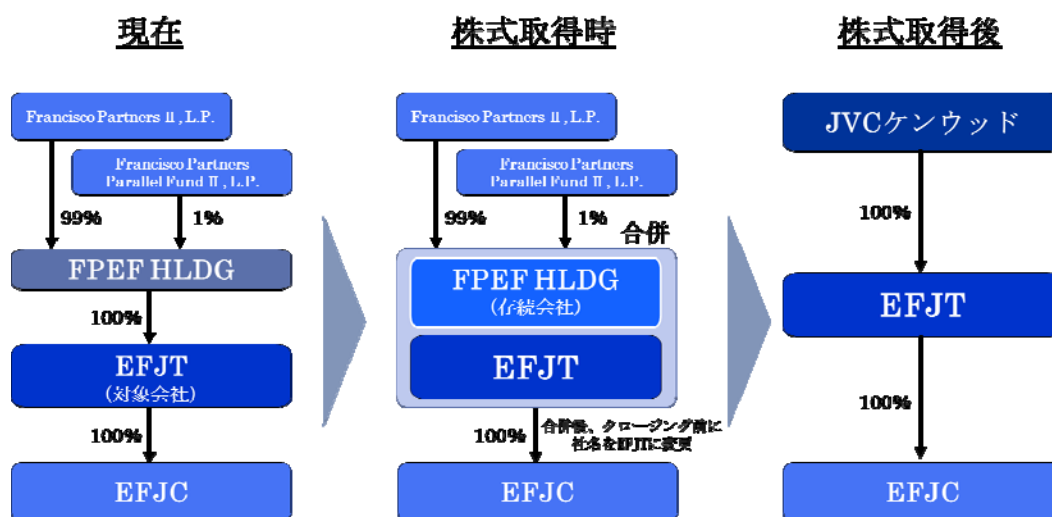 現在
Francisco Partners Ⅱ, L.P.
Francisco Partners
Parallel Fund Ⅱ, L.P.
99%
1%
FPEF HLDG
100%
EFJT
(対象会社)
100%
EFJC
株式取得時
Francisco Partners Ⅱ, L.P.
Francisco Partners
Parallel Fund Ⅱ, L.P.
99%
1%
合併
FPEF HLDG
(存続会社)
EFJT
100%
合併後、クロージング前に
社名をEFJTに変更
EFJC
株式取得後
JVCケンウッド
100%
EFJT
100%
EFJC